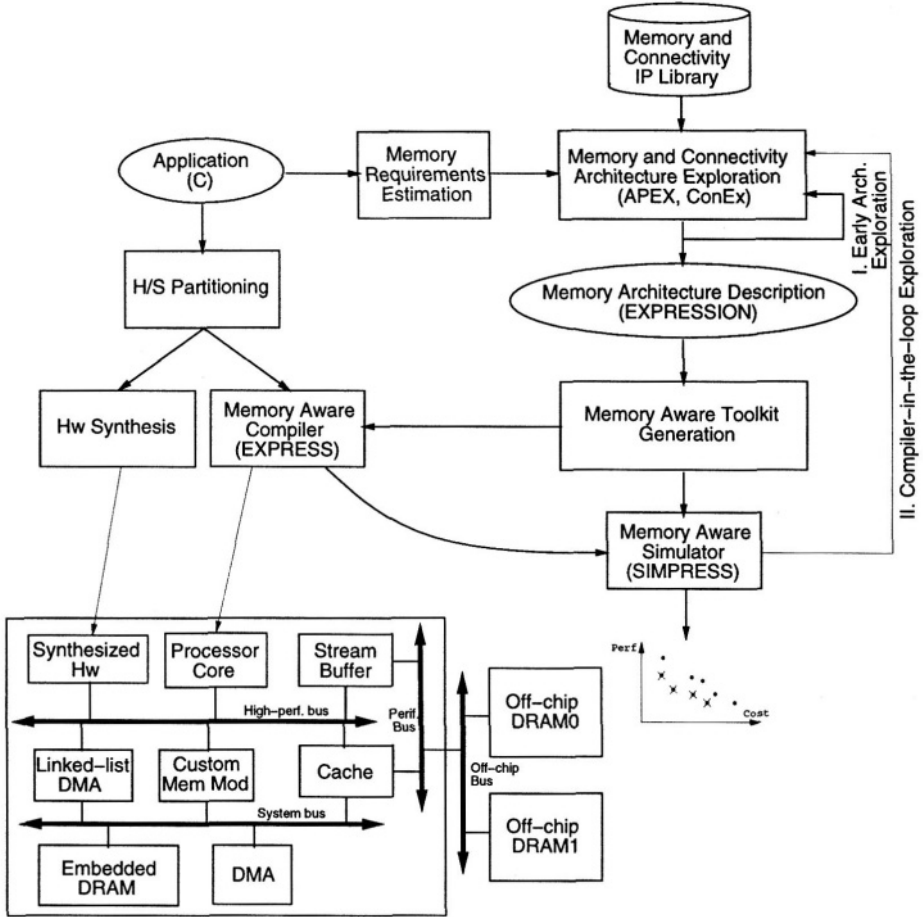 Memory and
Connectivity
IP Library
Application
(C)
Memory
Requirements
Estimation
Memory and Connectivity
Architecture Exploration
(APEX, ConEx)
I. Early Arch.
Exploration
II. Compiler-in-the-loop Exploration
H/S Partitioning
Memory Architecture Description
(EXPRESSION)
Hw Synthesis
Memory Aware
Compiler
(EXPRESS)
Memory Aware Toolkit
Generation
Memory Aware
Simulator
(SIMPRESS)
Synthesized
Hw
Processor
Core
Stream
Buffer
Perf
Cost
High-perf. bus
Perif.
Bus
Off-chip
DRAM0
Linked-list
DMA
Custom
Mem Mod
Cache
Off-chip
Bus
System bus
Off-chip
DRAM1
Embedded
DRAM
DMA